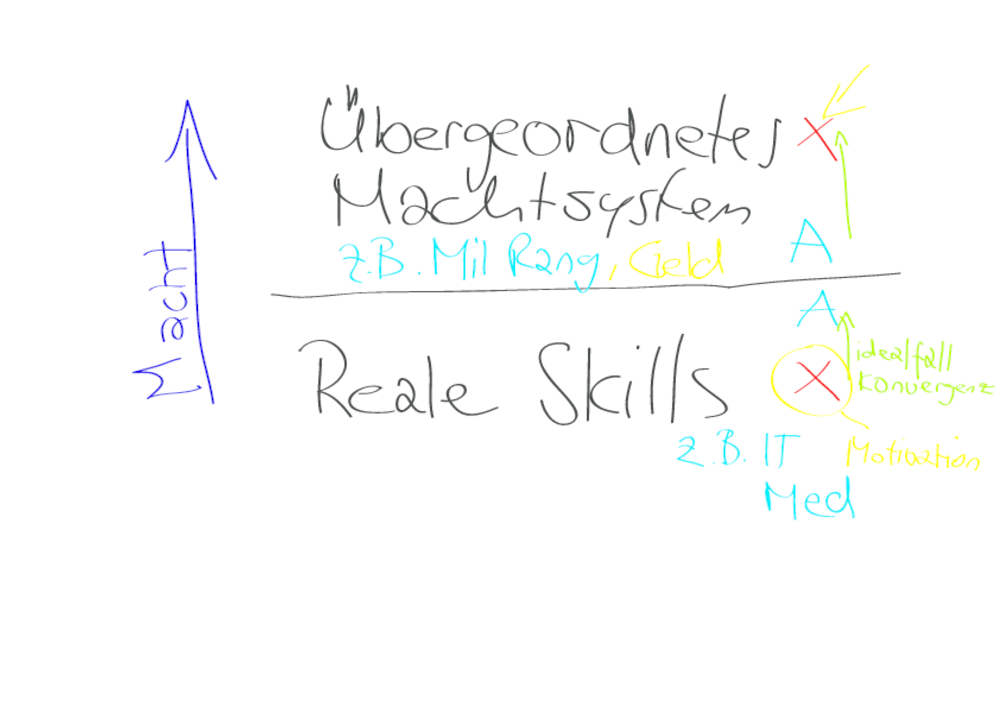 Übergeordnetes X
Machtsystem
z.B. Mil Rang, Geld A
Macht
A
Reale Skills X
idealfall
Konvergenz
z.B. IT
Motivation
Med